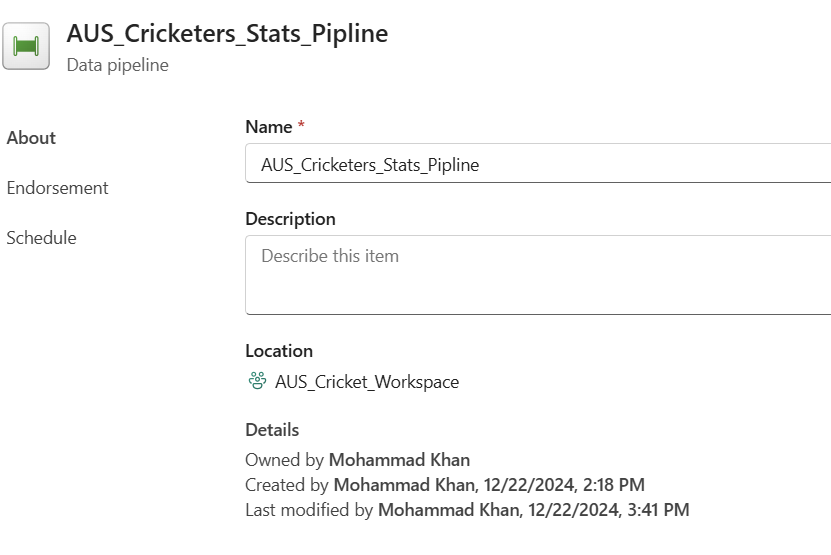 AUS_Cricketers_Stats_Pipline
Data pipeline
About
Endorsement
Schedule
Name *
AUS_Cricketers_Stats_Pipline
Description
Describe this item
Location
AUS_Cricket_Workspace
Details
Owned by Mohammad Khan
Created by Mohammad Khan, 12/22/2024, 2:18 PM
Last modified by Mohammad Khan, 12/22/2024, 3:41 PM